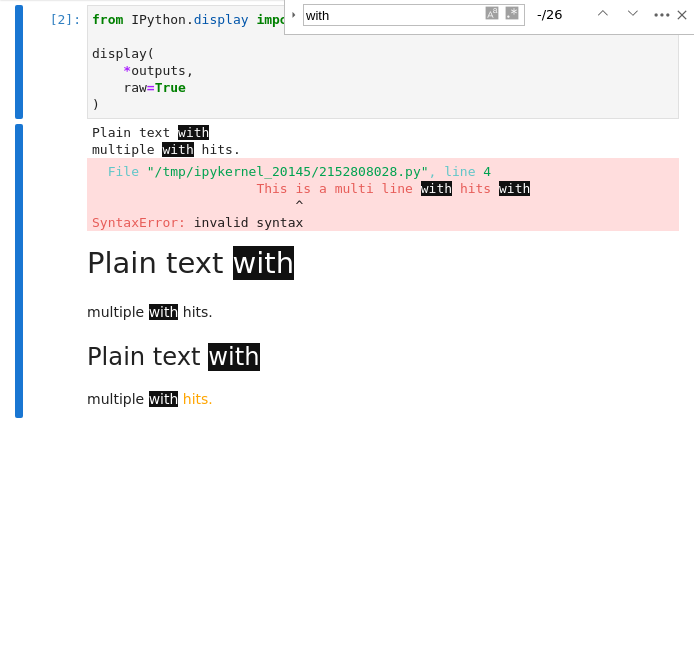 [2]: from IPython.display
with
-/26
display(
*outputs,
raw=True
)
Plain text with
multiple with hits.
File "/tmp/ipykernel_20145/2152808028.py", line 4
This is a multi line with hits with
^
SyntaxError: invalid syntax
Plain text with
multiple with hits.
Plain text with
multiple with hits.